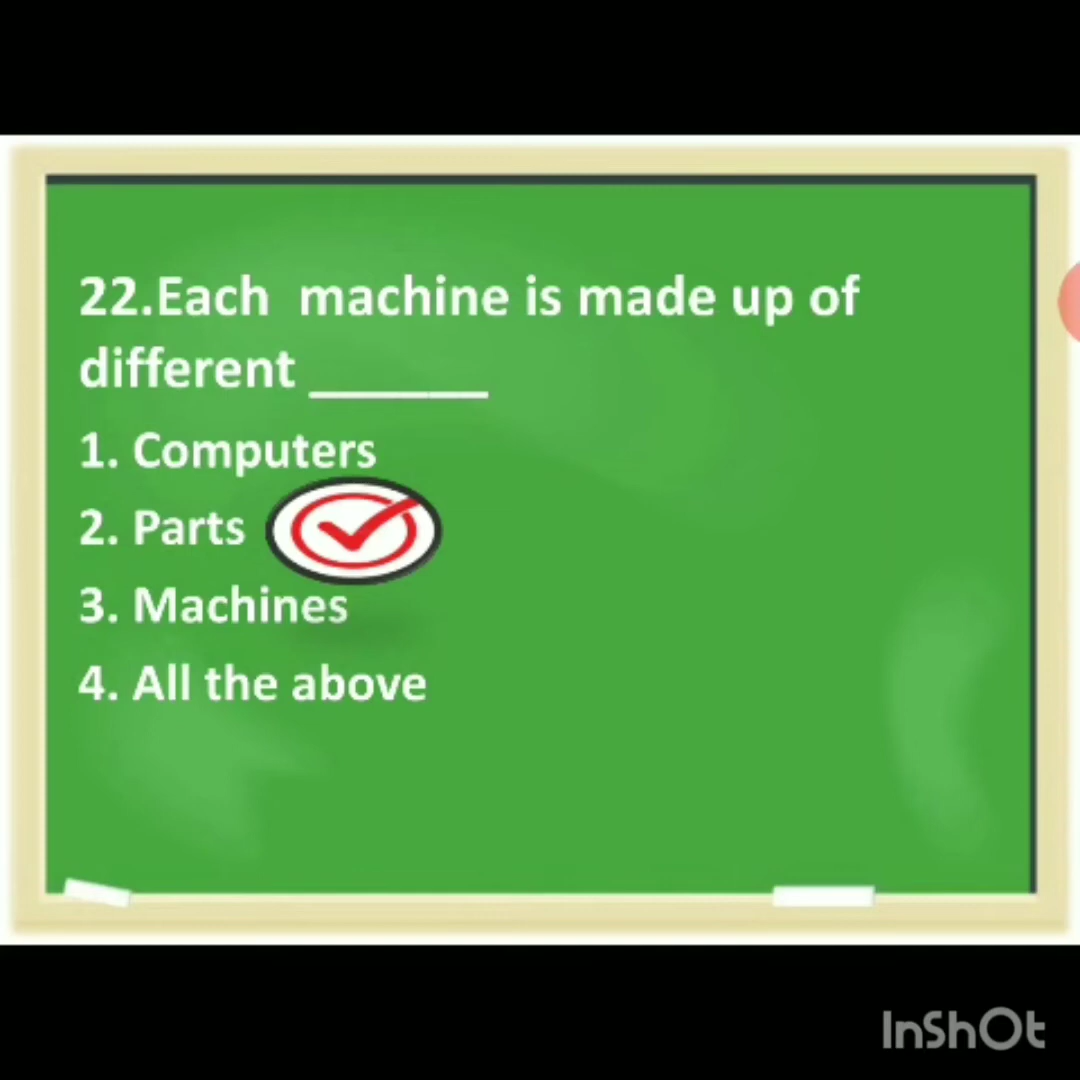 22.Each  machine is made up of
different ______
1. Computers
2. Parts
3. Machines
4. All the above
InShOt